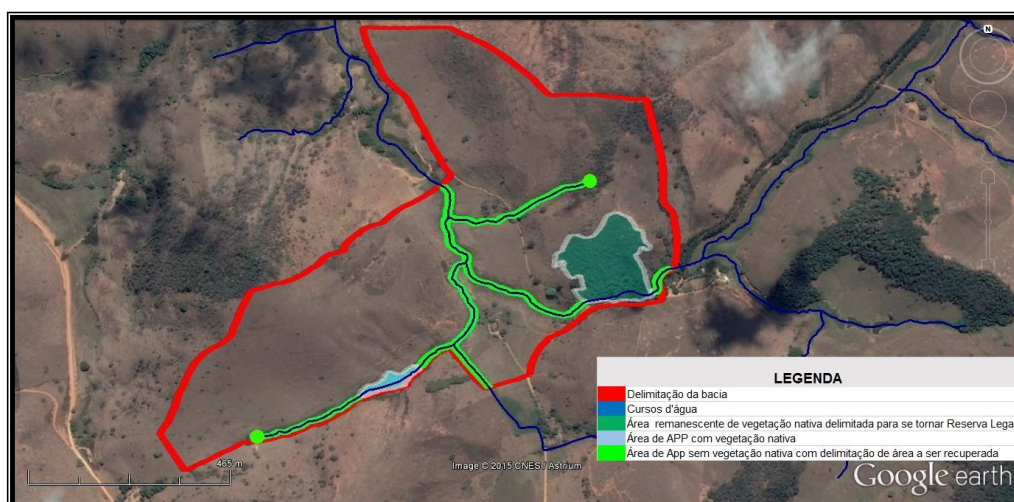 N
LEGENDA
Delimitação da bacia
Cursos d'água
Área remanescente de vegetação nativa delimitada para se tornar Reserva Lega
Área de APP com vegetação nativa
Área de App sem vegetação nativa com delimitação de área a ser recuperada
465 m
Image © 2015 CNES / Astrium
Google earth